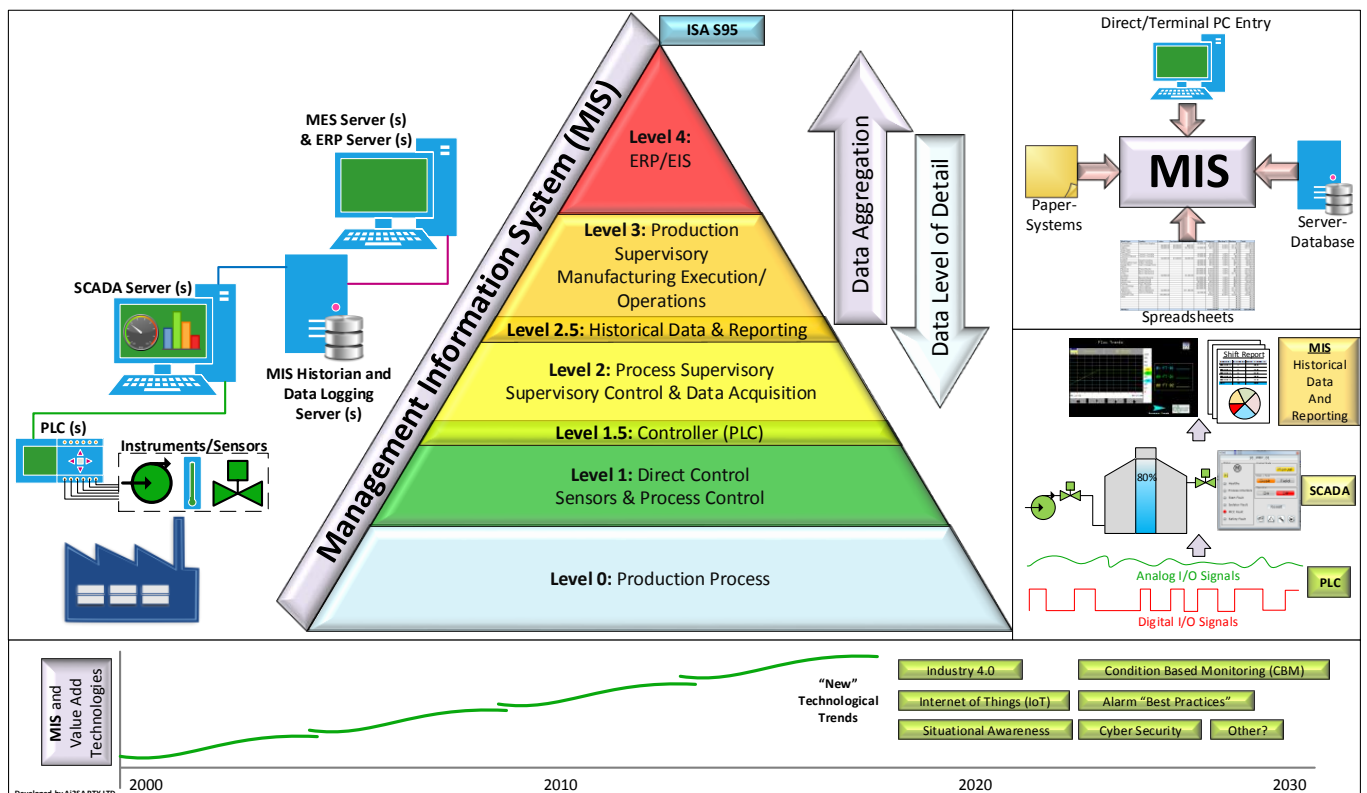 ISA S95
Management Information System (MIS)
Level 4:
ERP/EIS
Level 3: Production
Supervisory
Manufacturing Execution/
Operations
Level 2.5: Historical Data & Reporting
Level 2: Process Supervisory
Supervisory Control & Data Acquisition
Level 1.5: Controller (PLC)
Level 1: Direct Control
Sensors & Process Control
Level 0: Production Process
Data Aggregation
Data Level of Detail
MES Server (s)
& ERP Server (s)
SCADA Server (s)
MIS Historian and
Data Logging
Server (s)
PLC (s)
Instruments/Sensors
Direct/Terminal PC Entry
MIS
Paper-
Systems
Server-
Database
Spreadsheets
Shift Report
MIS
Historical
Data
And
Reporting
80%
SCADA
Analog I/O Signals
PLC
Digital I/O Signals
MIS and
Value Add
Technologies
"New"
Technological
Trends
Industry 4.0
Condition Based Monitoring (CBM)
Internet of Things (IoT)
Alarm "Best Practices"
Situational Awareness
Cyber Security
Other?
2000
2010
2020
2030